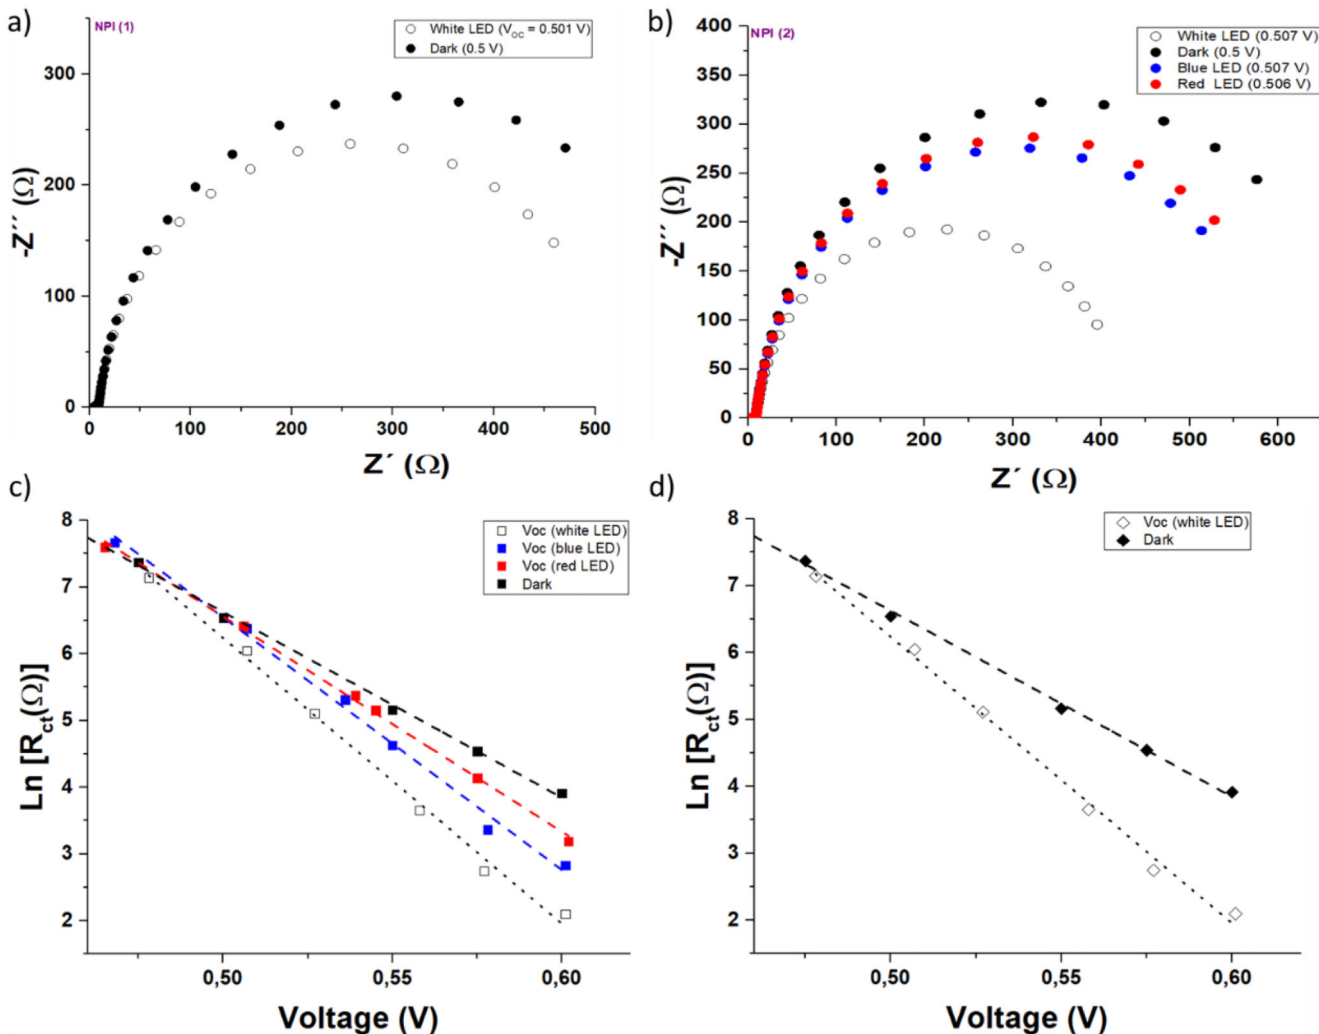 a)
NPI (1)
White LED (V_OC = 0.501 V)
Dark (0.5 V)
300
200
100
0
-Z´´ (Ω)
0 100 200 300 400 500
Z´ (Ω)
b)
NPI (2)
White LED (0.507 V)
Dark (0.5 V)
Blue LED (0.507 V)
Red LED (0.506 V)
400
350
300
250
200
150
100
50
0
-Z´´ (Ω)
0 100 200 300 400 500 600
Z´ (Ω)
c)
Voc (white LED)
Voc (blue LED)
Voc (red LED)
Dark
8
7
6
5
4
3
2
Ln [R_ct(Ω)]
0,50 0,55 0,60
Voltage (V)
d)
Voc (white LED)
Dark
8
7
6
5
4
3
2
Ln [R_ct(Ω)]
0,50 0,55 0,60
Voltage (V)